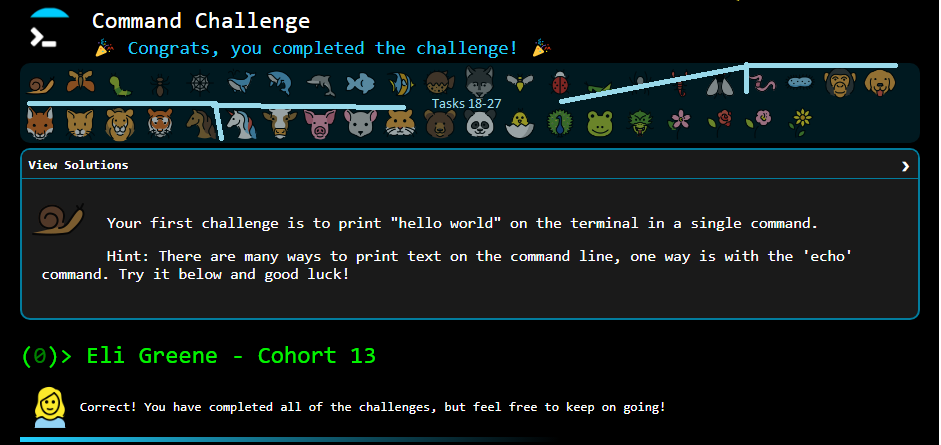 Command Challenge
🎉 Congrats, you completed the challenge! 🎉
Tasks 18-27
View Solutions
Your first challenge is to print "hello world" on the terminal in a single command.
Hint: There are many ways to print text on the command line, one way is with the 'echo'
command. Try it below and good luck!
(0)> Eli Greene - Cohort 13
Correct! You have completed all of the challenges, but feel free to keep on going!